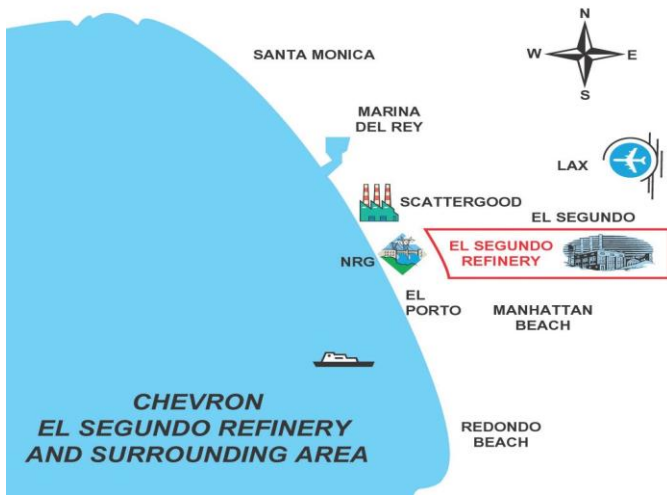 SANTA MONICA
N
W
E
S
MARINA
DEL REY
LAX
SCATTERGOOD
EL SEGUNDO
EL SEGUNDO
REFINERY
NRG
EL
PORTO
MANHATTAN
BEACH
CHEVRON
EL SEGUNDO REFINERY
AND SURROUNDING AREA
REDONDO
BEACH